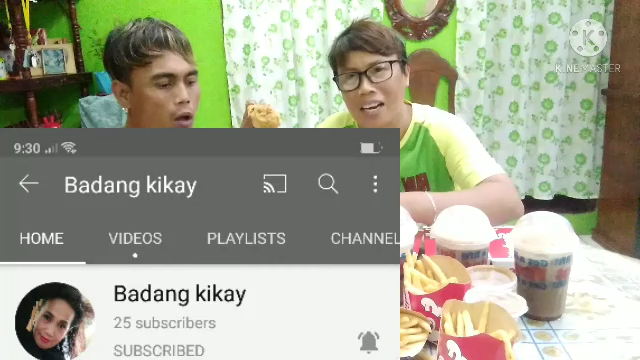 KINEMASTER
9:30
Badang kikay
HOME VIDEOS PLAYLISTS CHANNEL
Badang kikay
25 subscribers
SUBSCRIBED